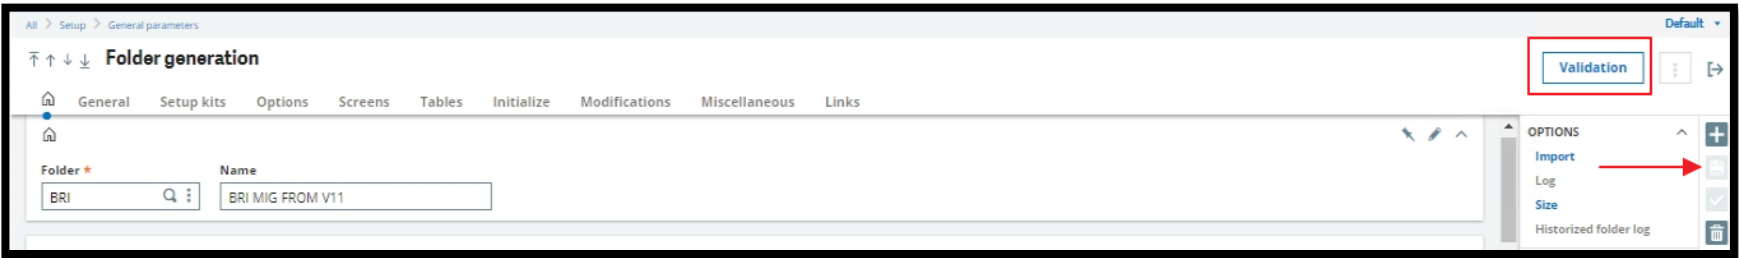 All > Setup > General parameters
Default
Folder generation
Validation
General Setup kits Options Screens Tables Initialize Modifications Miscellaneous Links
OPTIONS
Import
Log
Size
Historized folder log
Folder * Name
BRI BRI MIG FROM V11